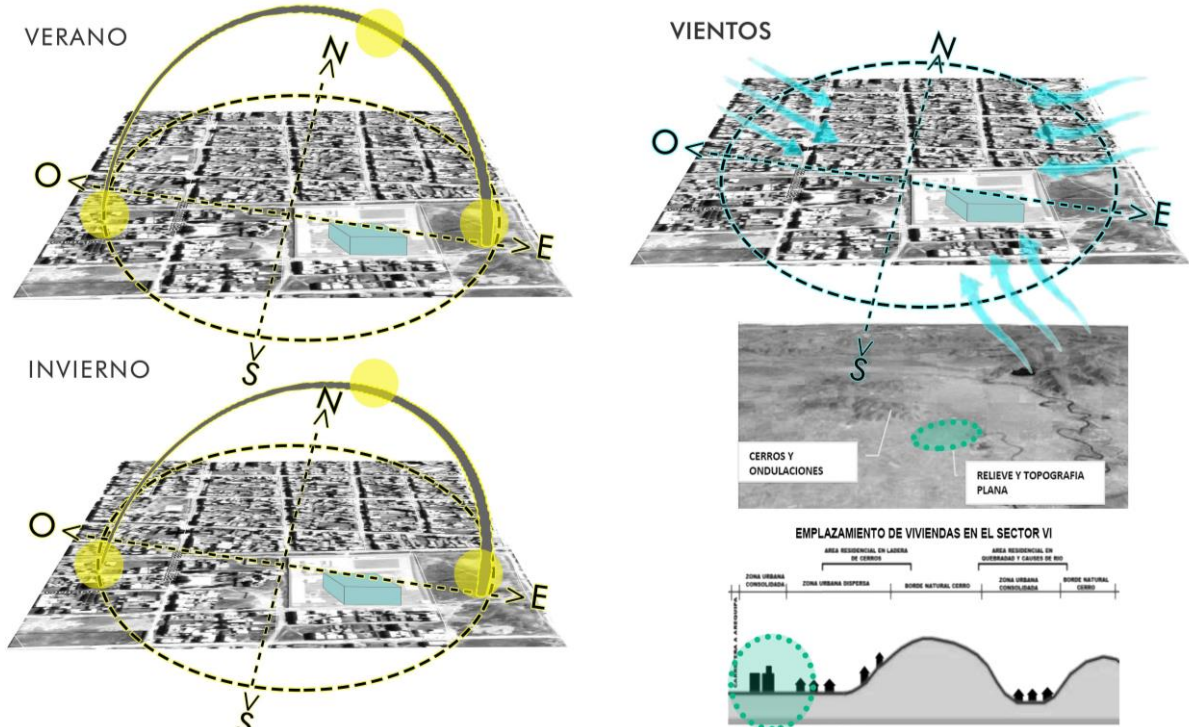 VERANO
N
O
E
S
INVIERNO
N
O
E
S
VIENTOS
N
O
E
S
CERROS Y
ONDULACIONES
RELIEVE Y TOPOGRAFIA
PLANA
EMPLAZAMIENTO DE VIVIENDAS EN EL SECTOR VI
AREA RESIDENCIAL EN LADERA
DE CERROS
AREA RESIDENCIAL EN
QUEBRADAS Y CAUSES DE RIO
ZONA URBANA
CONSOLIDADA
ZONA URBANA DISPERSA
BORDE NATURAL CERRO
ZONA URBANA
CONSOLIDADA
BORDE NATURAL
CERRO
CARRETERA A AREQUIPA